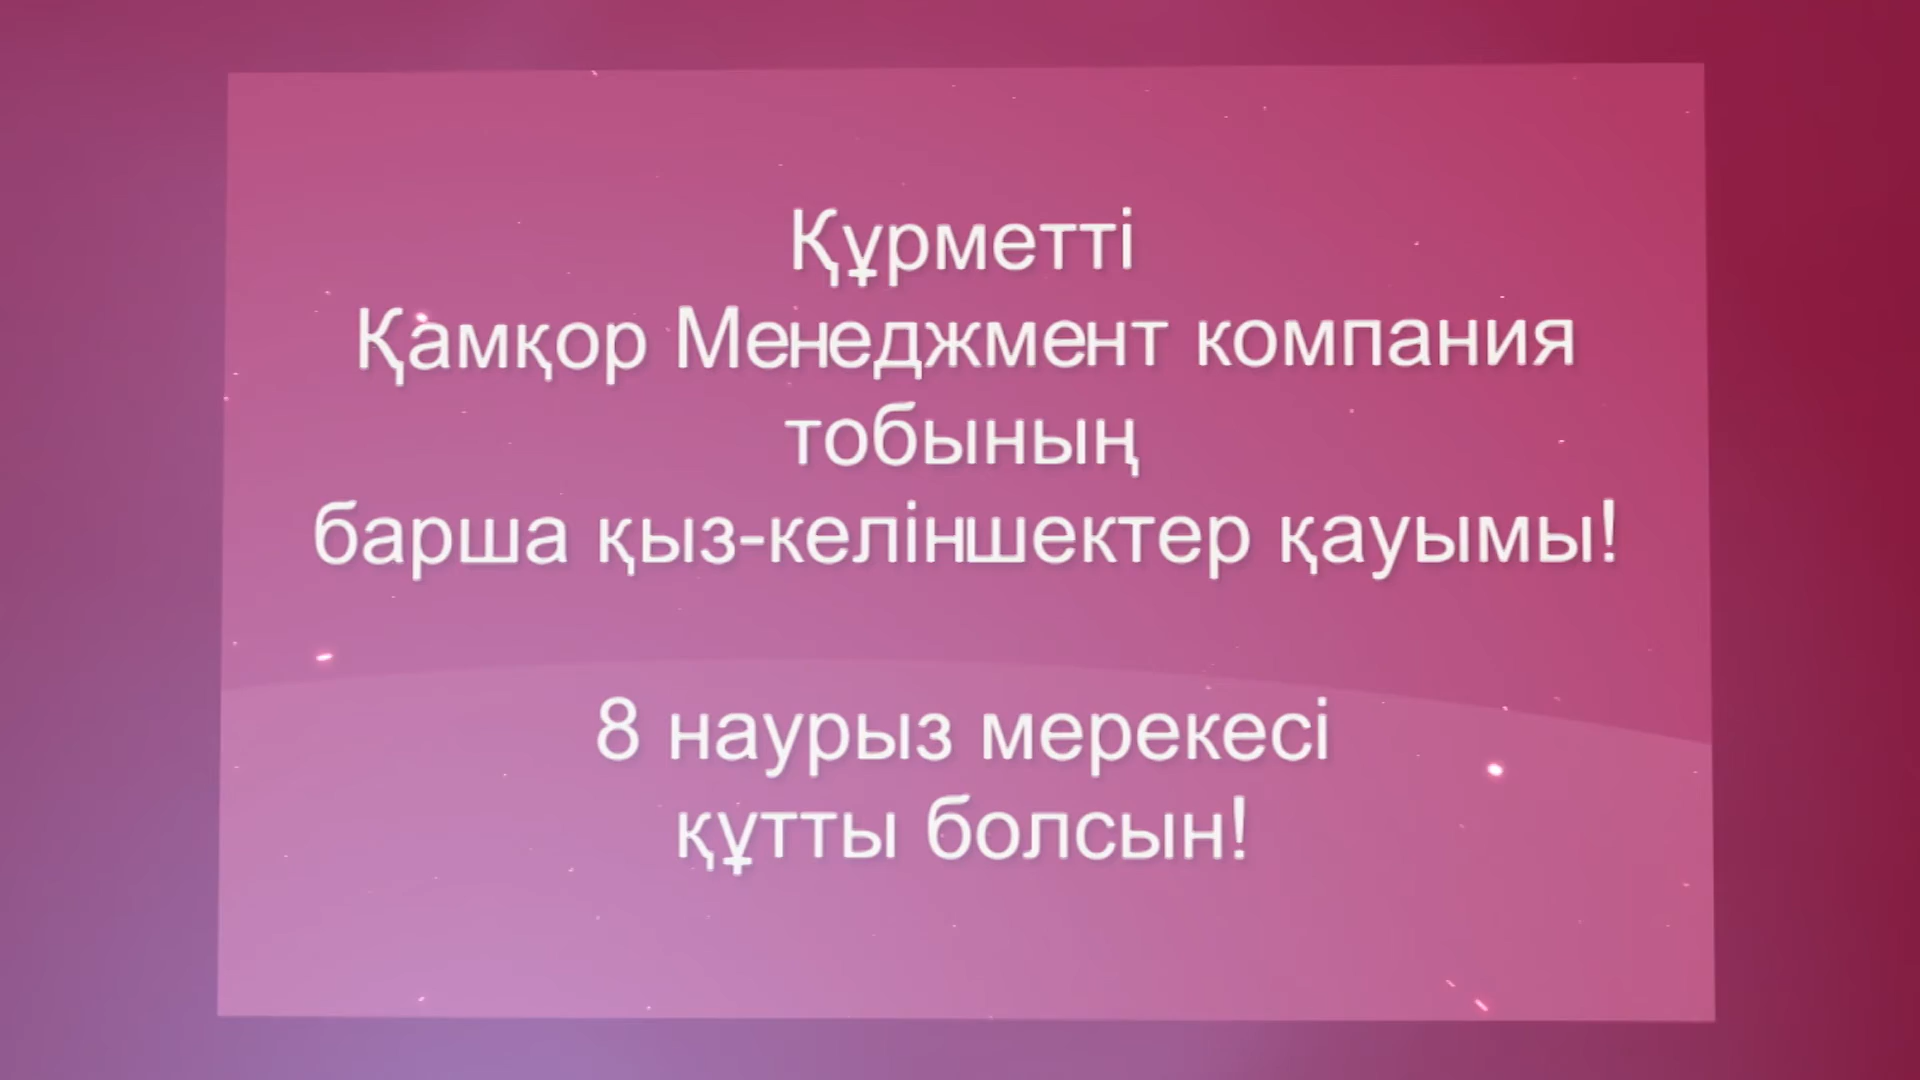 Құрметті
Қамқор Менеджмент компания
тобының
барша қыз-келіншектер қауымы!
8 наурыз мерекесі
құтты болсын!